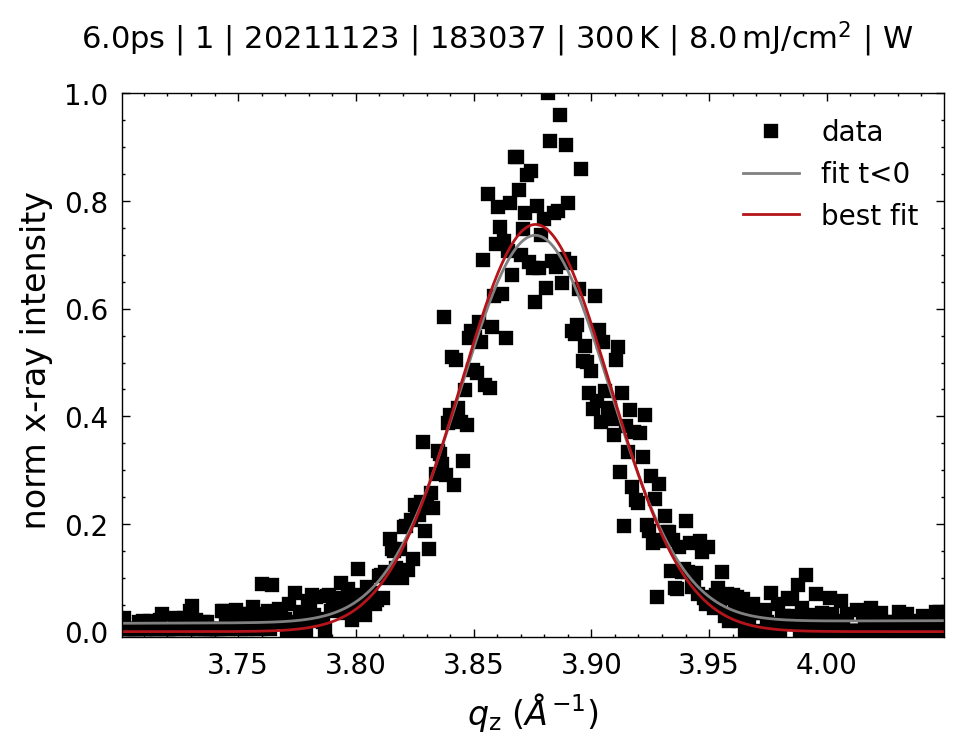 6.0ps | 1 | 20211123 | 183037 | 300 K | 8.0 mJ/cm² | W
1.0
0.8
0.6
0.4
0.2
0.0
norm x-ray intensity
data
fit t<0
best fit
3.75 3.80 3.85 3.90 3.95 4.00
q_z (Å⁻¹)